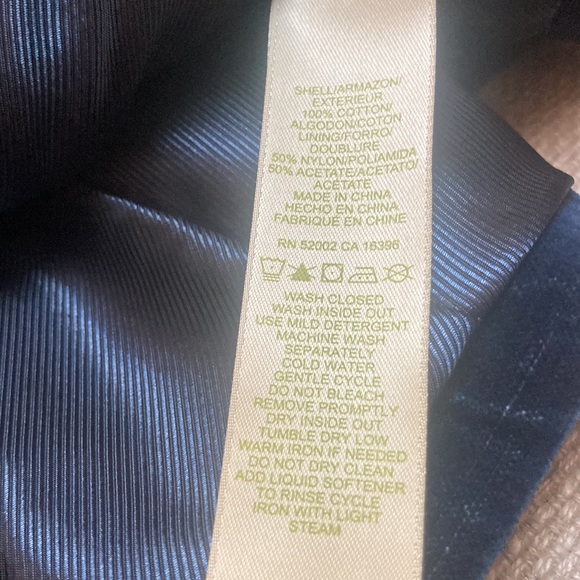 SHELL/ARMAZON/
EXTERIEUR
100% COTTON/
ALGODON/COTON
LINING/FORRO/
DOUBLURE
50% NYLON/POLIAMIDA
50% ACETATE/ACETATO/
ACÉTATE
MADE IN CHINA
HECHO EN CHINA
FABRIQUÉ EN CHINE
RN 52002 CA 16396
WASH CLOSED
WASH INSIDE OUT
USE MILD DETERGENT
MACHINE WASH
SEPARATELY
COLD WATER
GENTLE CYCLE
DO NOT BLEACH
REMOVE PROMPTLY
DRY INSIDE OUT
TUMBLE DRY LOW
WARM IRON IF NEEDED
DO NOT DRY CLEAN
ADD LIQUID SOFTENER
TO RINSE CYCLE
IRON WITH LIGHT
STEAM